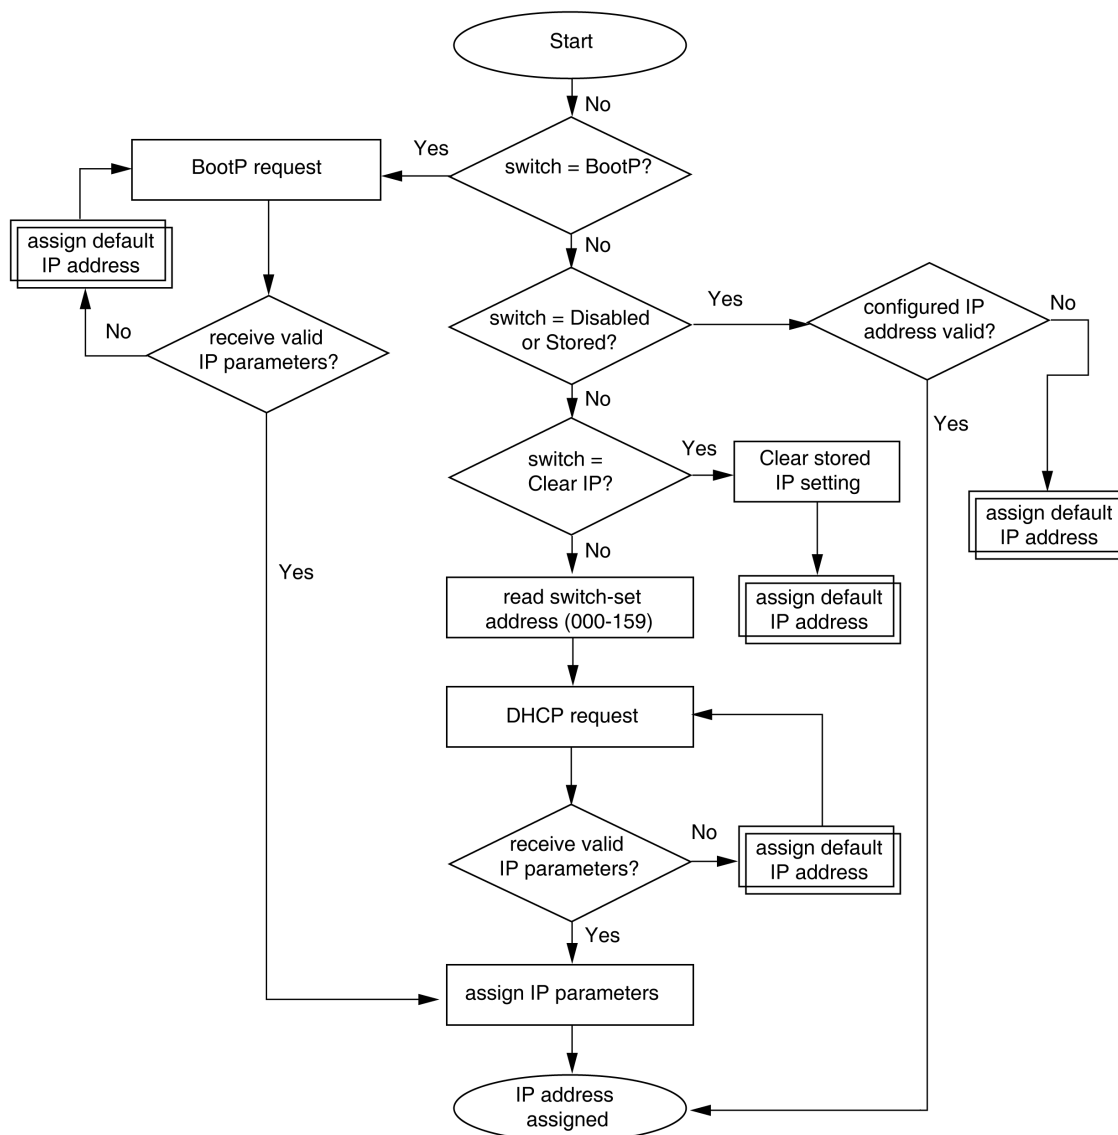 Start
No
Yes
BootP request
switch = BootP?
assign default
IP address
No
No
receive valid
IP parameters?
switch = Disabled
or Stored?
Yes
configured IP
address valid?
No
No
Yes
switch =
Clear IP?
Yes
Clear stored
IP setting
assign default
IP address
No
Yes
read switch-set
address (000-159)
assign default
IP address
DHCP request
receive valid
IP parameters?
No
assign default
IP address
Yes
assign IP parameters
IP address
assigned